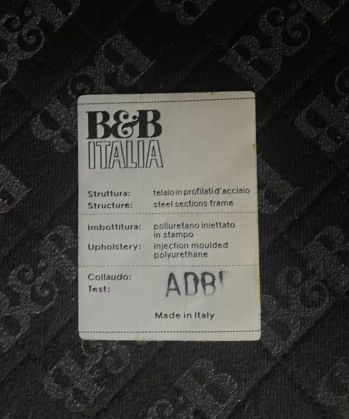 B&B
ITALIA
Struttura: telaio in profilati d'acciaio
Structure: steel sections frame
Imbottitura: poliuretano iniettato
in stampo
Upholstery: injection moulded
polyurethane
Collaudo:
Test:
Made in Italy